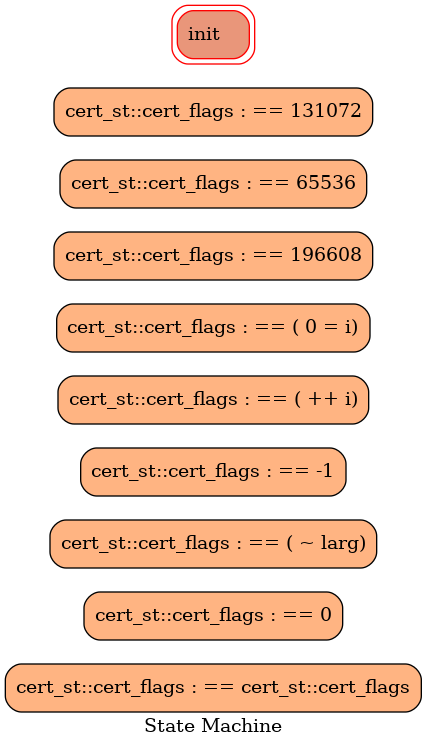 init
cert_st::cert_flags : == 131072
cert_st::cert_flags : == 65536
cert_st::cert_flags : == 196608
cert_st::cert_flags : == ( 0 = i)
cert_st::cert_flags : == ( ++ i)
cert_st::cert_flags : == -1
cert_st::cert_flags : == ( ~ larg)
cert_st::cert_flags : == 0
cert_st::cert_flags : == cert_st::cert_flags
State Machine